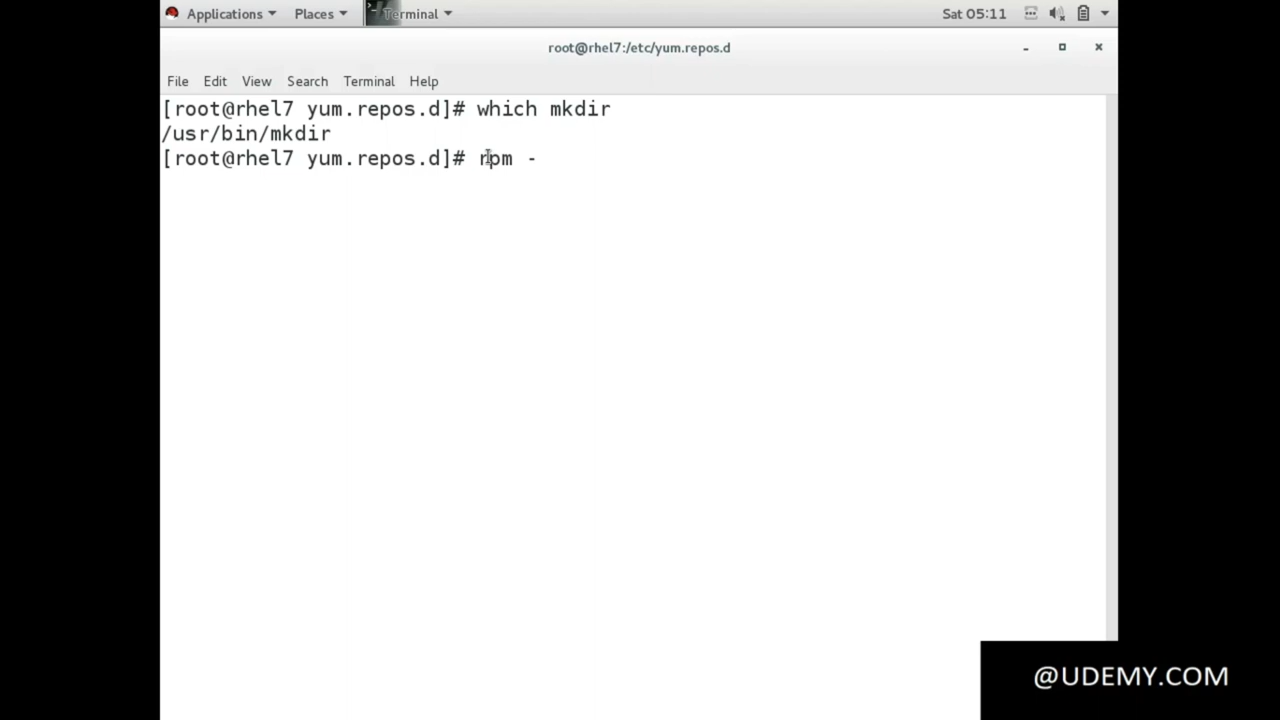 Applications Places Terminal Sat 05:11
root@rhel7:/etc/yum.repos.d
File Edit View Search Terminal Help
[root@rhel7 yum.repos.d]# which mkdir
/usr/bin/mkdir
[root@rhel7 yum.repos.d]# rpm -
@UDEMY.COM